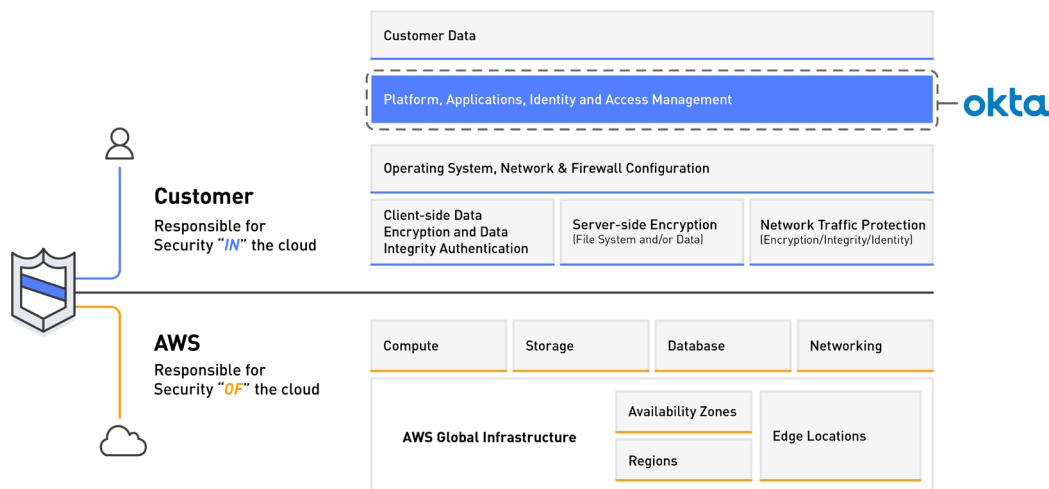 Customer Data
Platform, Applications, Identity and Access Management
okta
Operating System, Network & Firewall Configuration
Customer
Responsible for
Security “IN” the cloud
Client-side Data
Encryption and Data
Integrity Authentication
Server-side Encryption
(File System and/or Data)
Network Traffic Protection
(Encryption/Integrity/Identity)
AWS
Responsible for
Security “OF” the cloud
Compute
Storage
Database
Networking
AWS Global Infrastructure
Availability Zones
Regions
Edge Locations